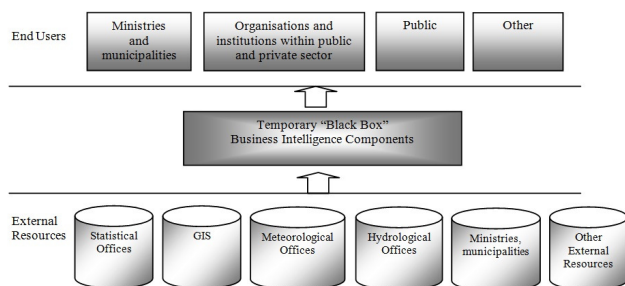 End Users
Ministries
and
municipalities
Organisations and
institutions within public
and private sector
Public
Other
Temporary “Black Box”
Business Intelligence Components
External
Resources
Statistical
Offices
GIS
Meteorological
Offices
Hydrological
Offices
Ministries,
municipalities
Other
External
Resources